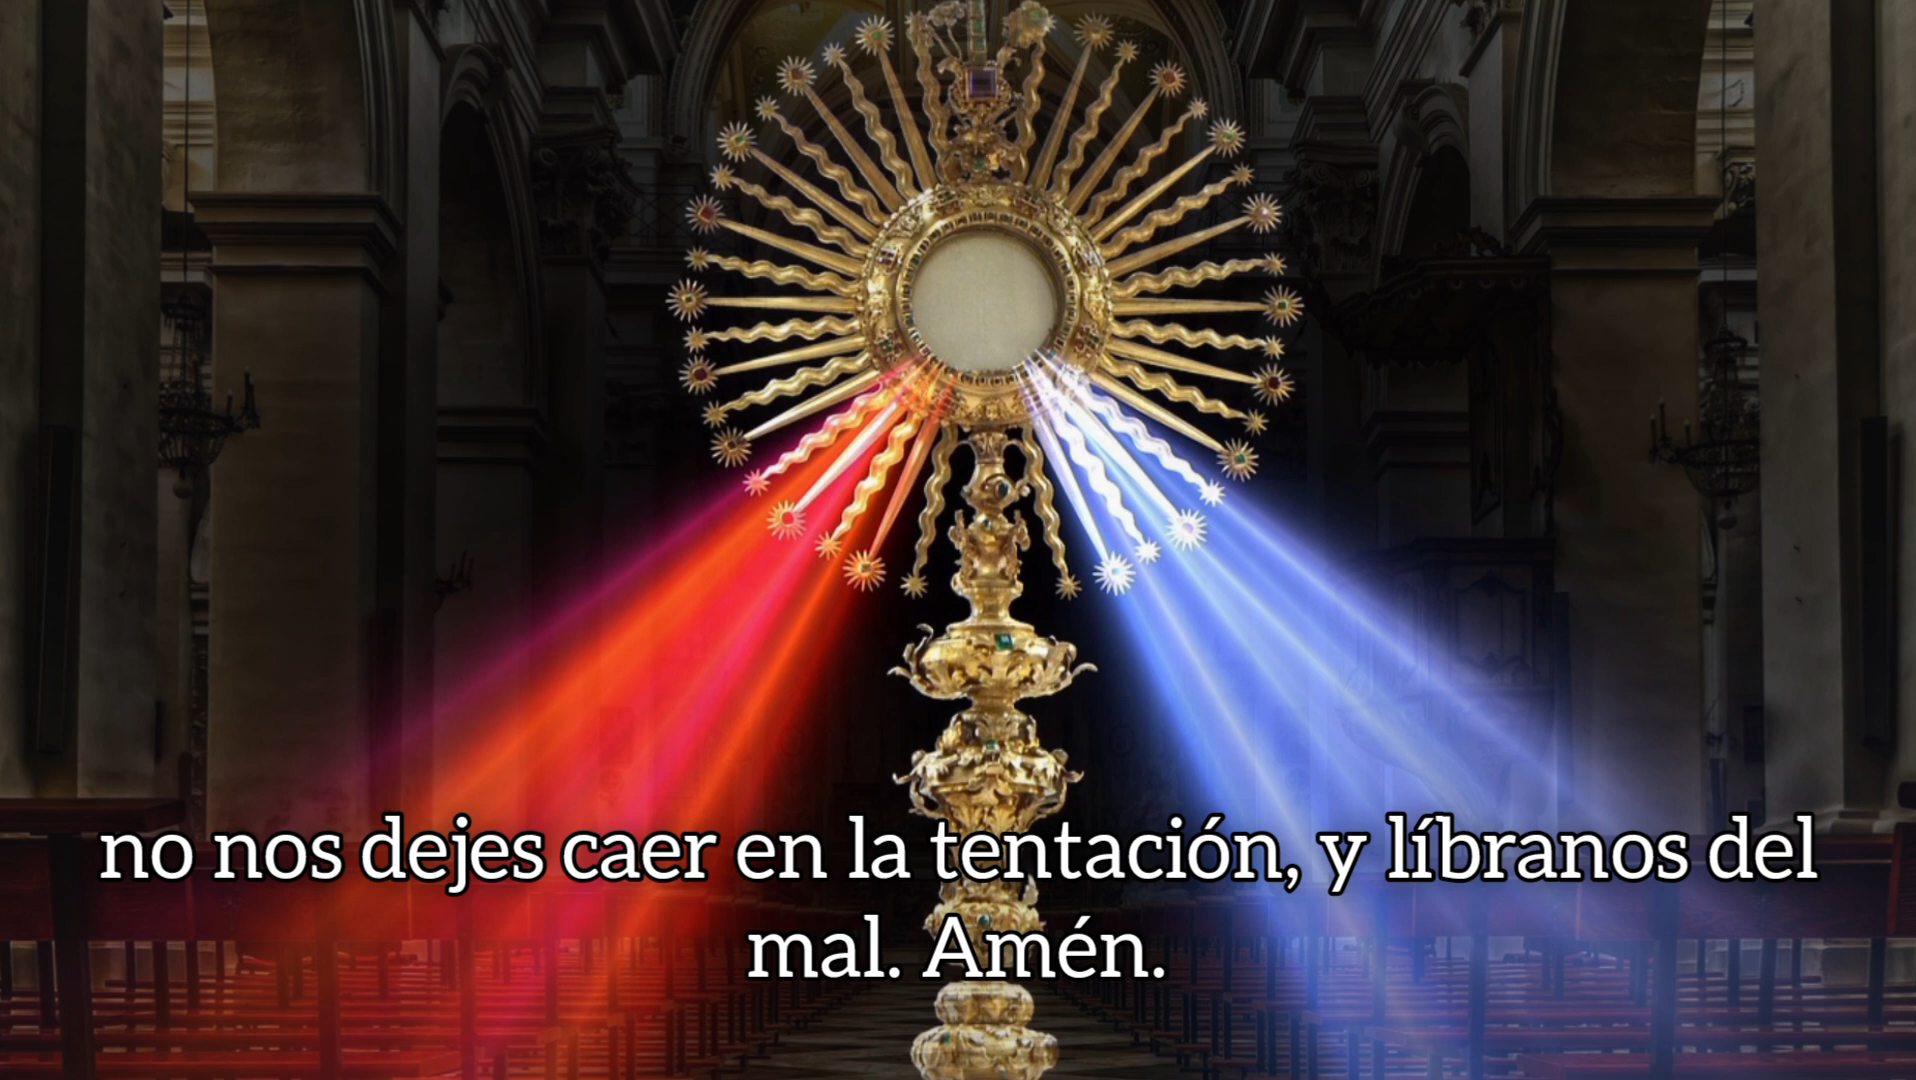 no nos dejes caer en la tentación, y líbranos del
mal. Amén.